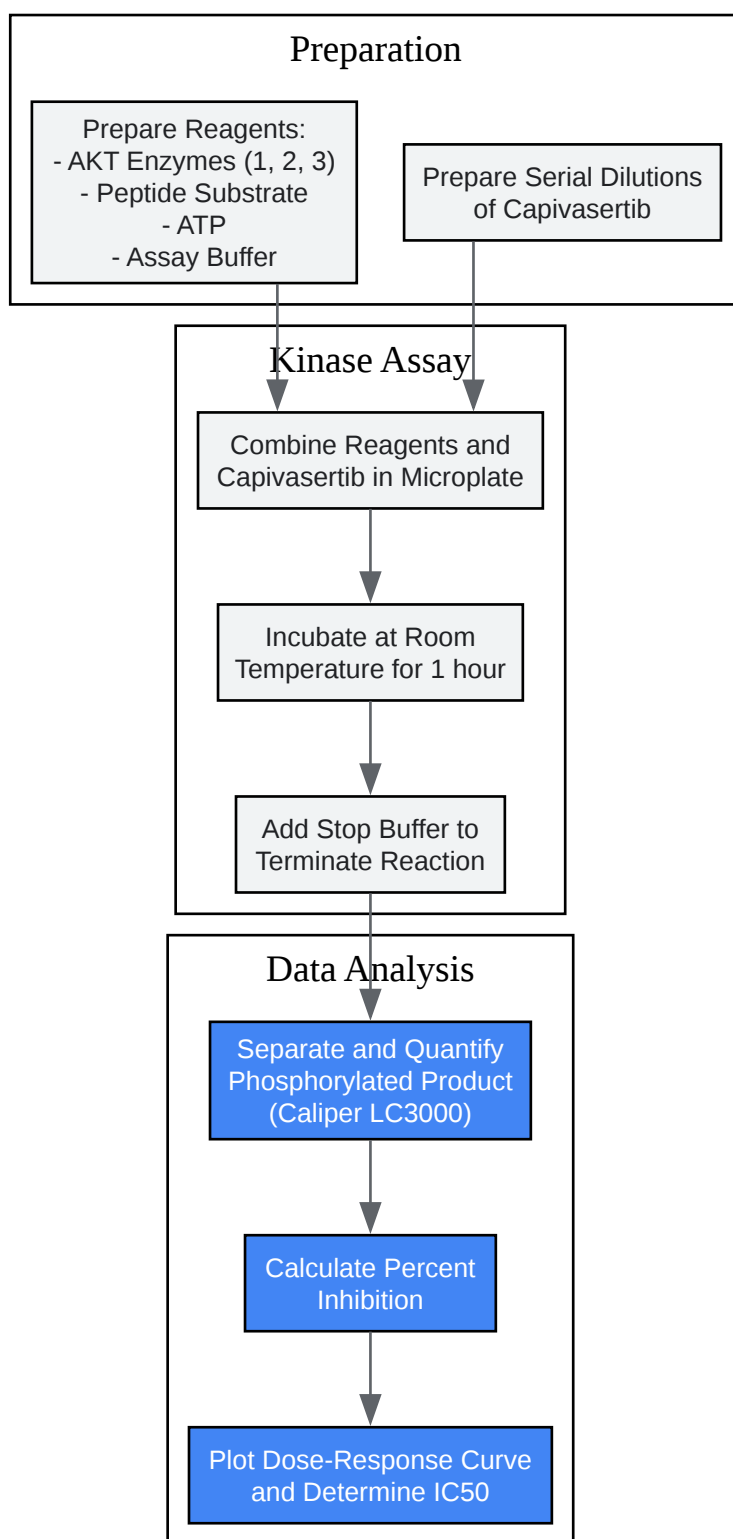 Preparation
Prepare Reagents:
- AKT Enzymes (1, 2, 3)
- Peptide Substrate
- ATP
- Assay Buffer
Prepare Serial Dilutions
of Capivasertib
Kinase Assay
Combine Reagents and
Capivasertib in Microplate
Incubate at Room
Temperature for 1 hour
Add Stop Buffer to
Terminate Reaction
Data Analysis
Separate and Quantify
Phosphorylated Product
(Caliper LC3000)
Calculate Percent
Inhibition
Plot Dose-Response Curve
and Determine IC50